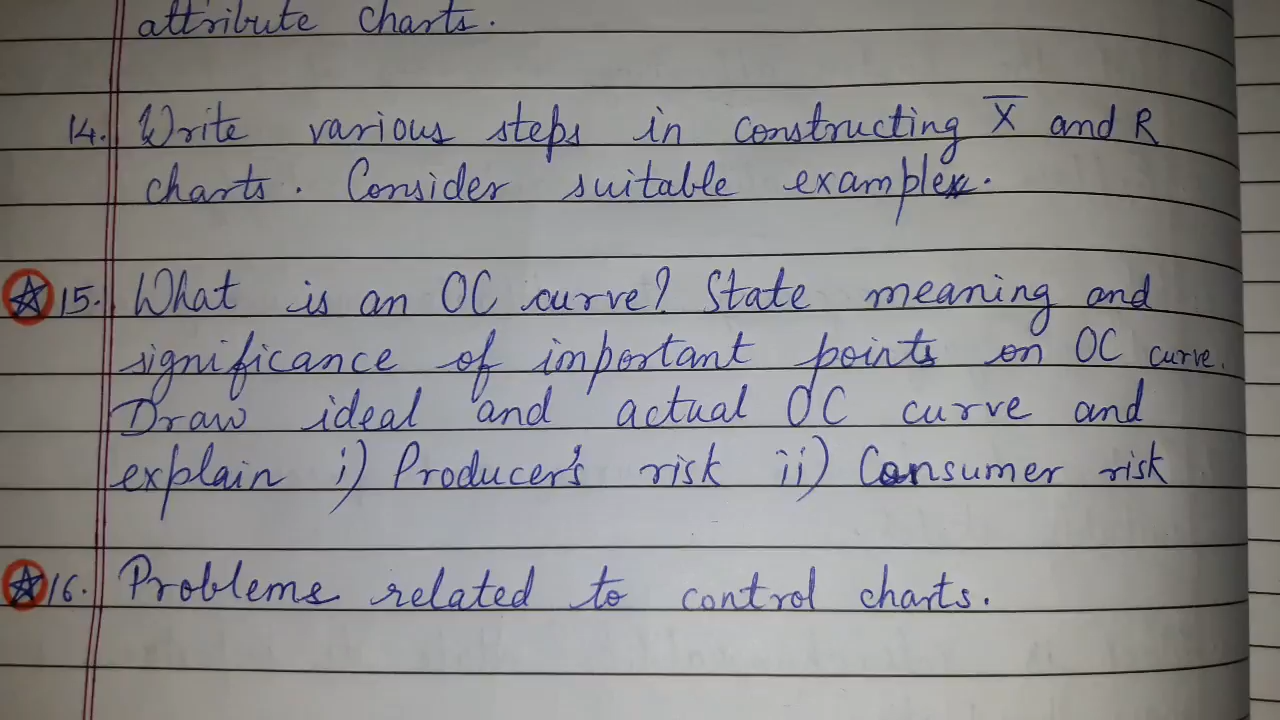 attribute charts.
14. Write various steps in constructing X̅ and R
charts. Consider suitable example.
15. What is an OC curve? State meaning and
significance of important points on OC curve.
Draw ideal and actual OC curve and
explain i) Producer's risk ii) Consumer risk
16. Problems related to control charts.